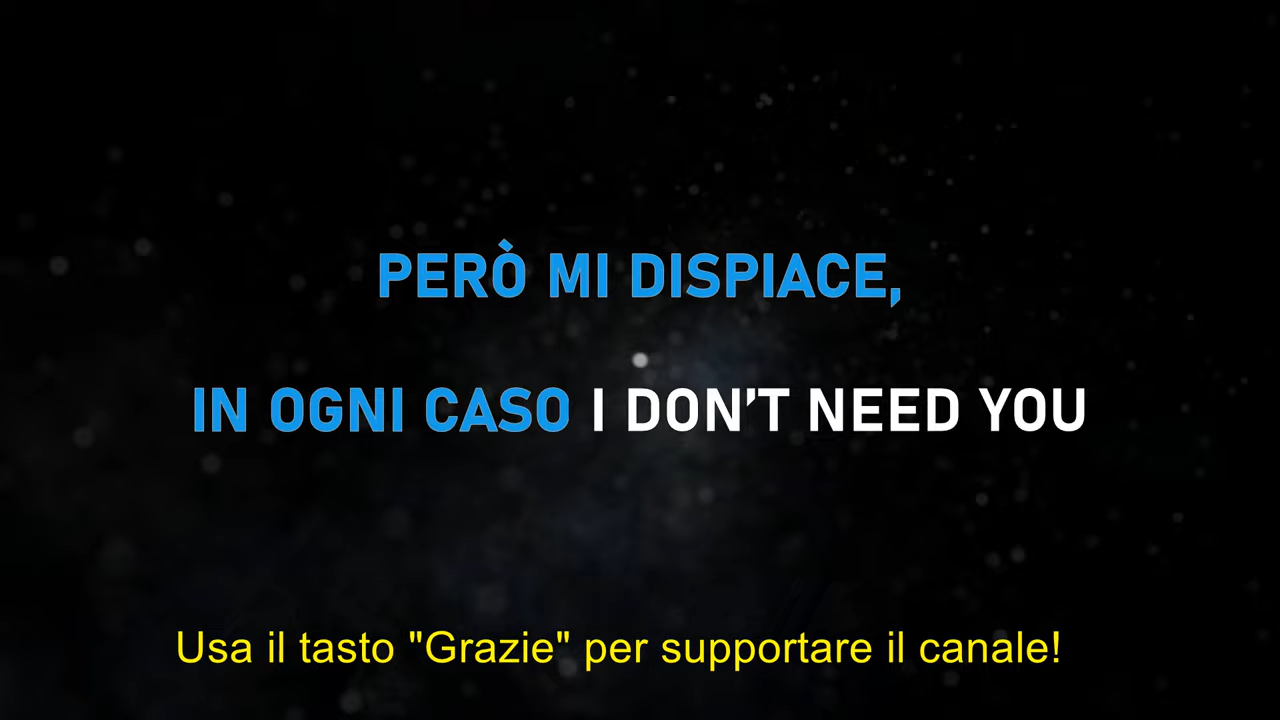 PERÒ MI DISPIACE,
IN OGNI CASO I DON'T NEED YOU
Usa il tasto "Grazie" per supportare il canale!